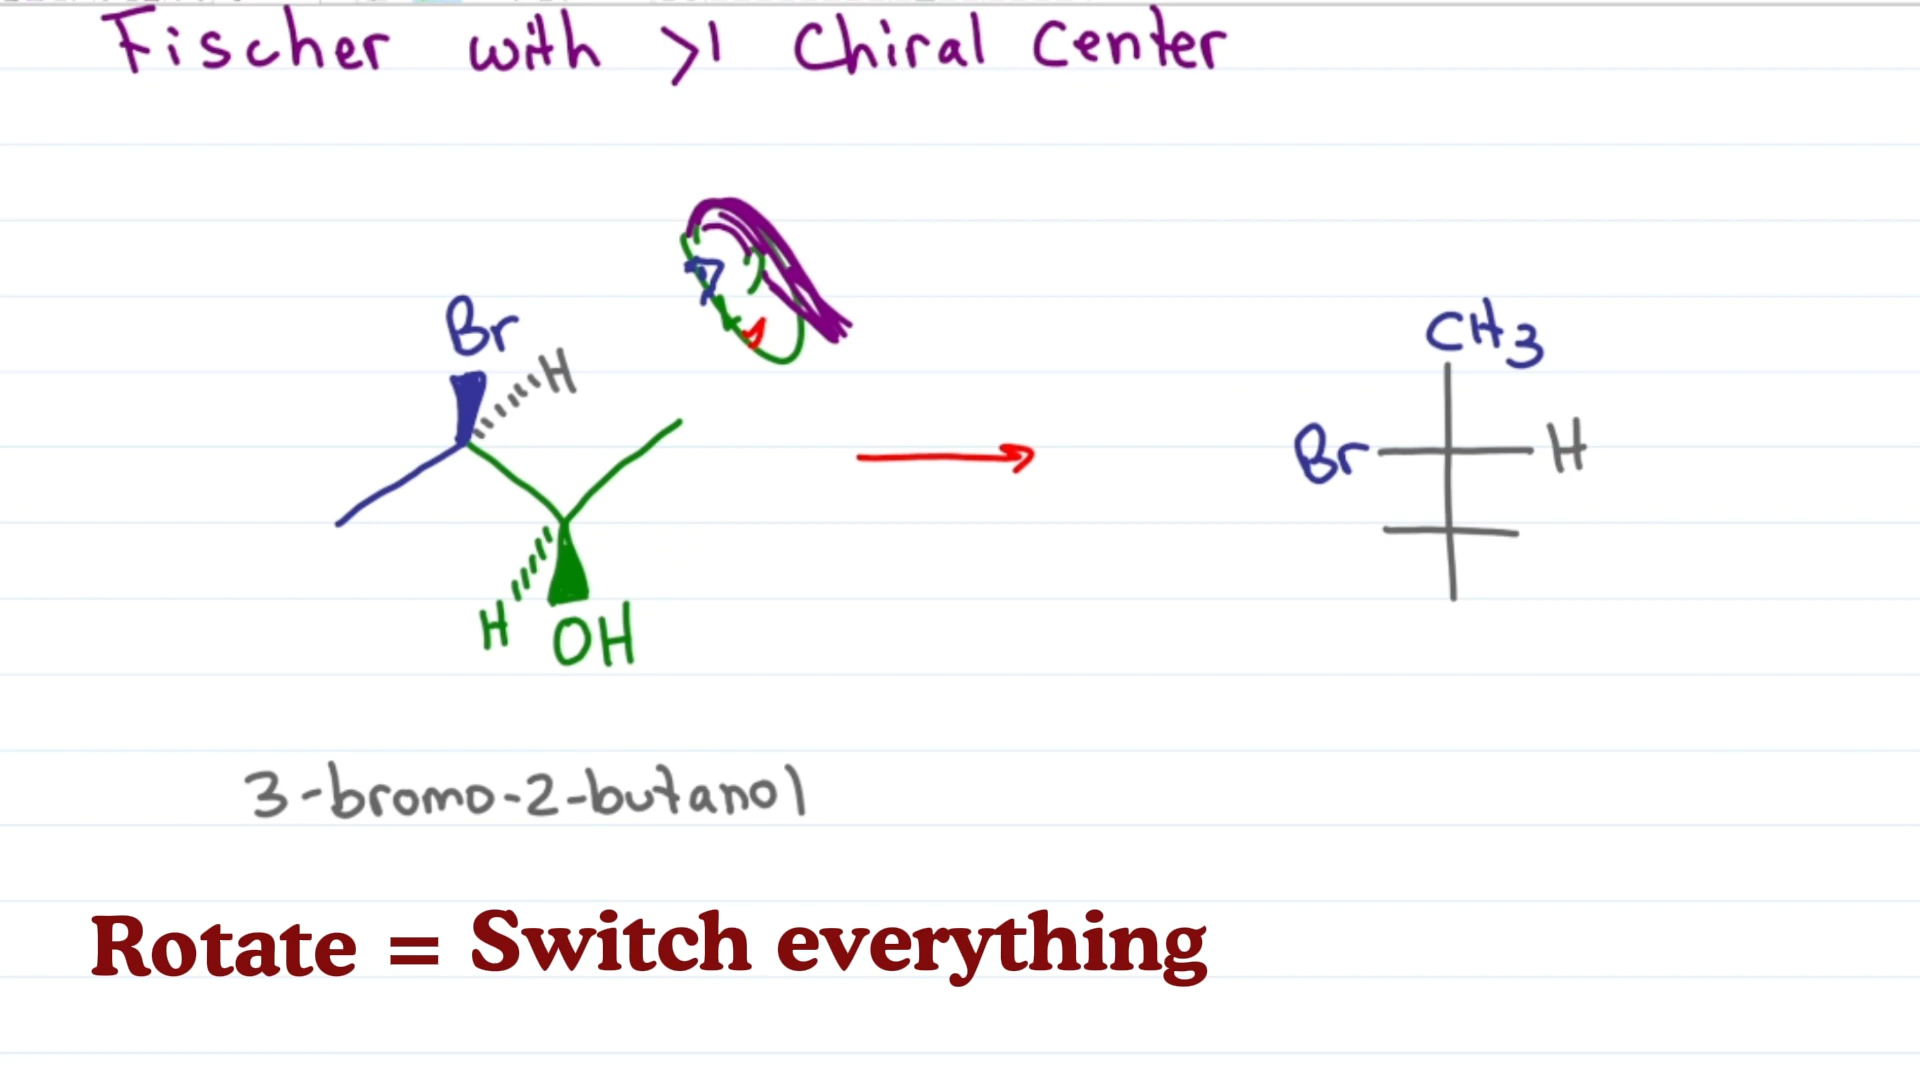 Fischer with >1 Chiral Center
Br
H
CH3
Br H
H OH
3-bromo-2-butanol
Rotate = Switch everything